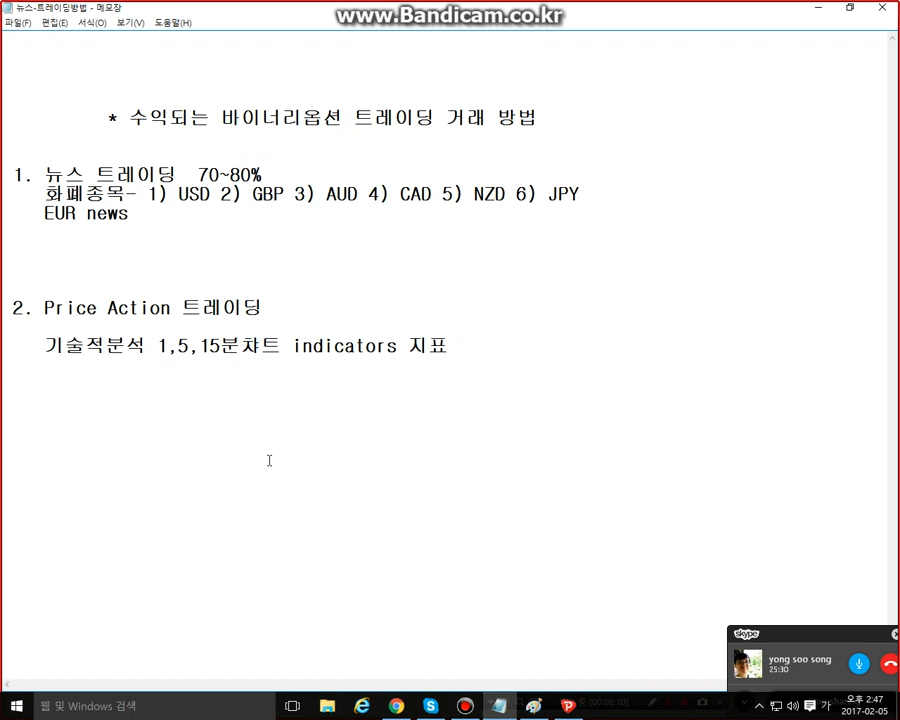 뉴스-트레이딩방법 - 메모장
www.Bandicam.co.kr
파일(F) 편집(E) 서식(O) 보기(V) 도움말(H)
* 수익되는 바이너리옵션 트레이딩 거래 방법
1. 뉴스 트레이딩 70~80%
화폐종목- 1) USD 2) GBP 3) AUD 4) CAD 5) NZD 6) JPY
EUR news
2. Price Action 트레이딩
기술적분석 1,5,15분챠트 indicators 지표
skype
yong soo song
25:30
웹 및 Windows 검색
[00:08:10]
가
오후 2:47
2017-02-05